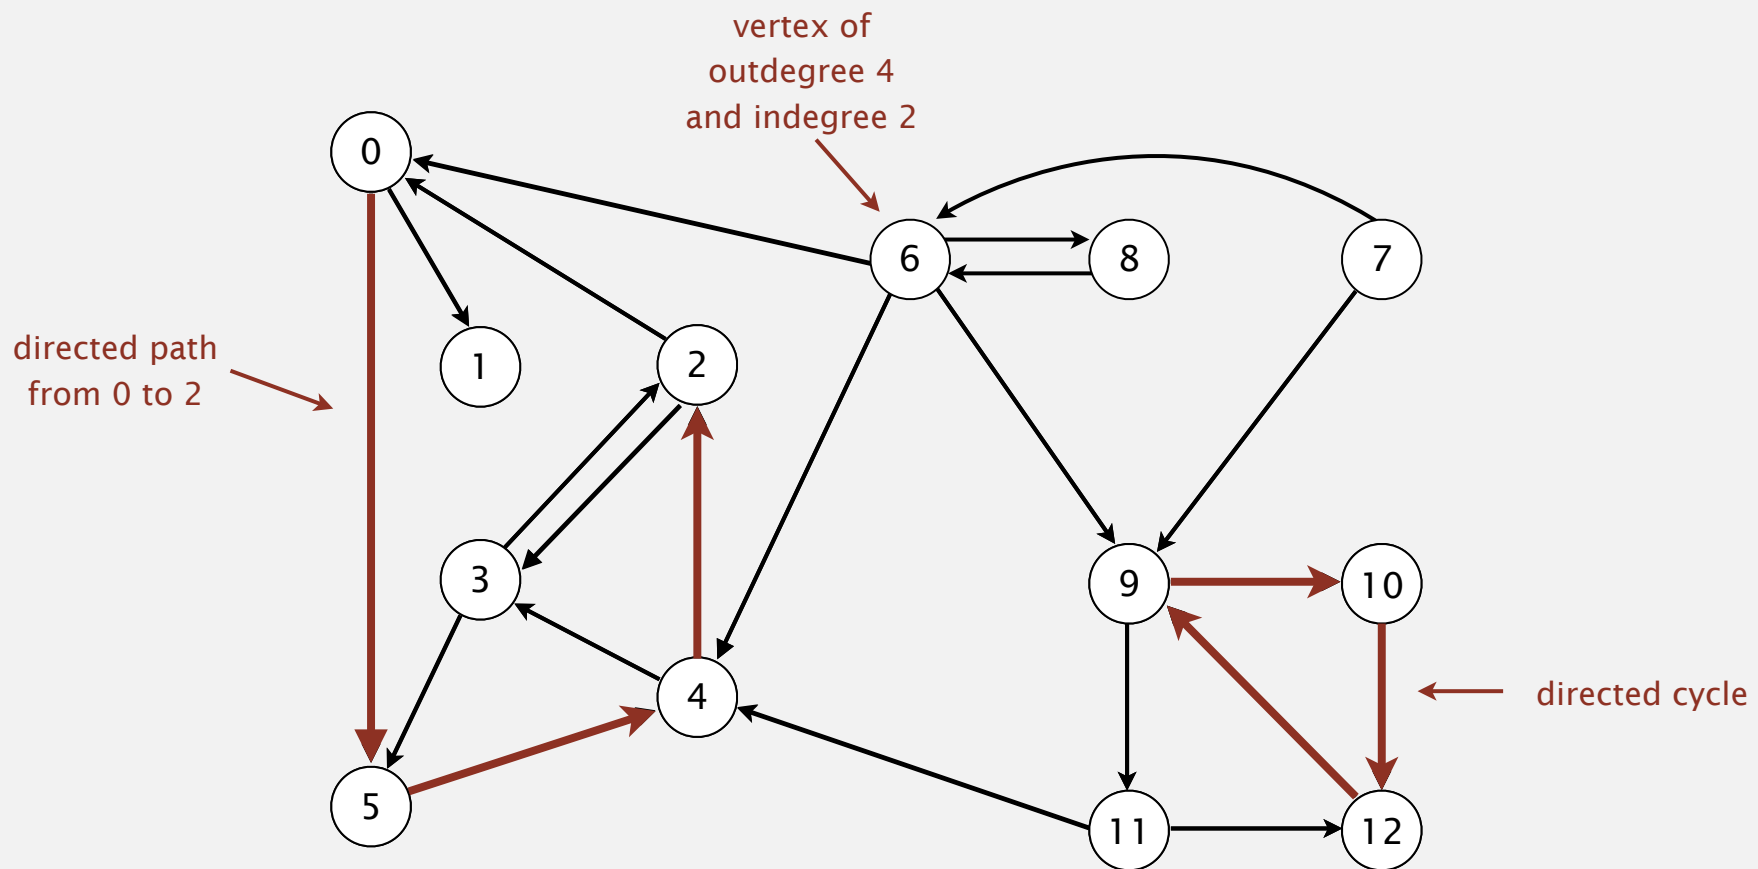 vertex of
outdegree 4
and indegree 2
0
6
8
7
directed path
from 0 to 2
1
2
3
9
10
4
directed cycle
5
11
12